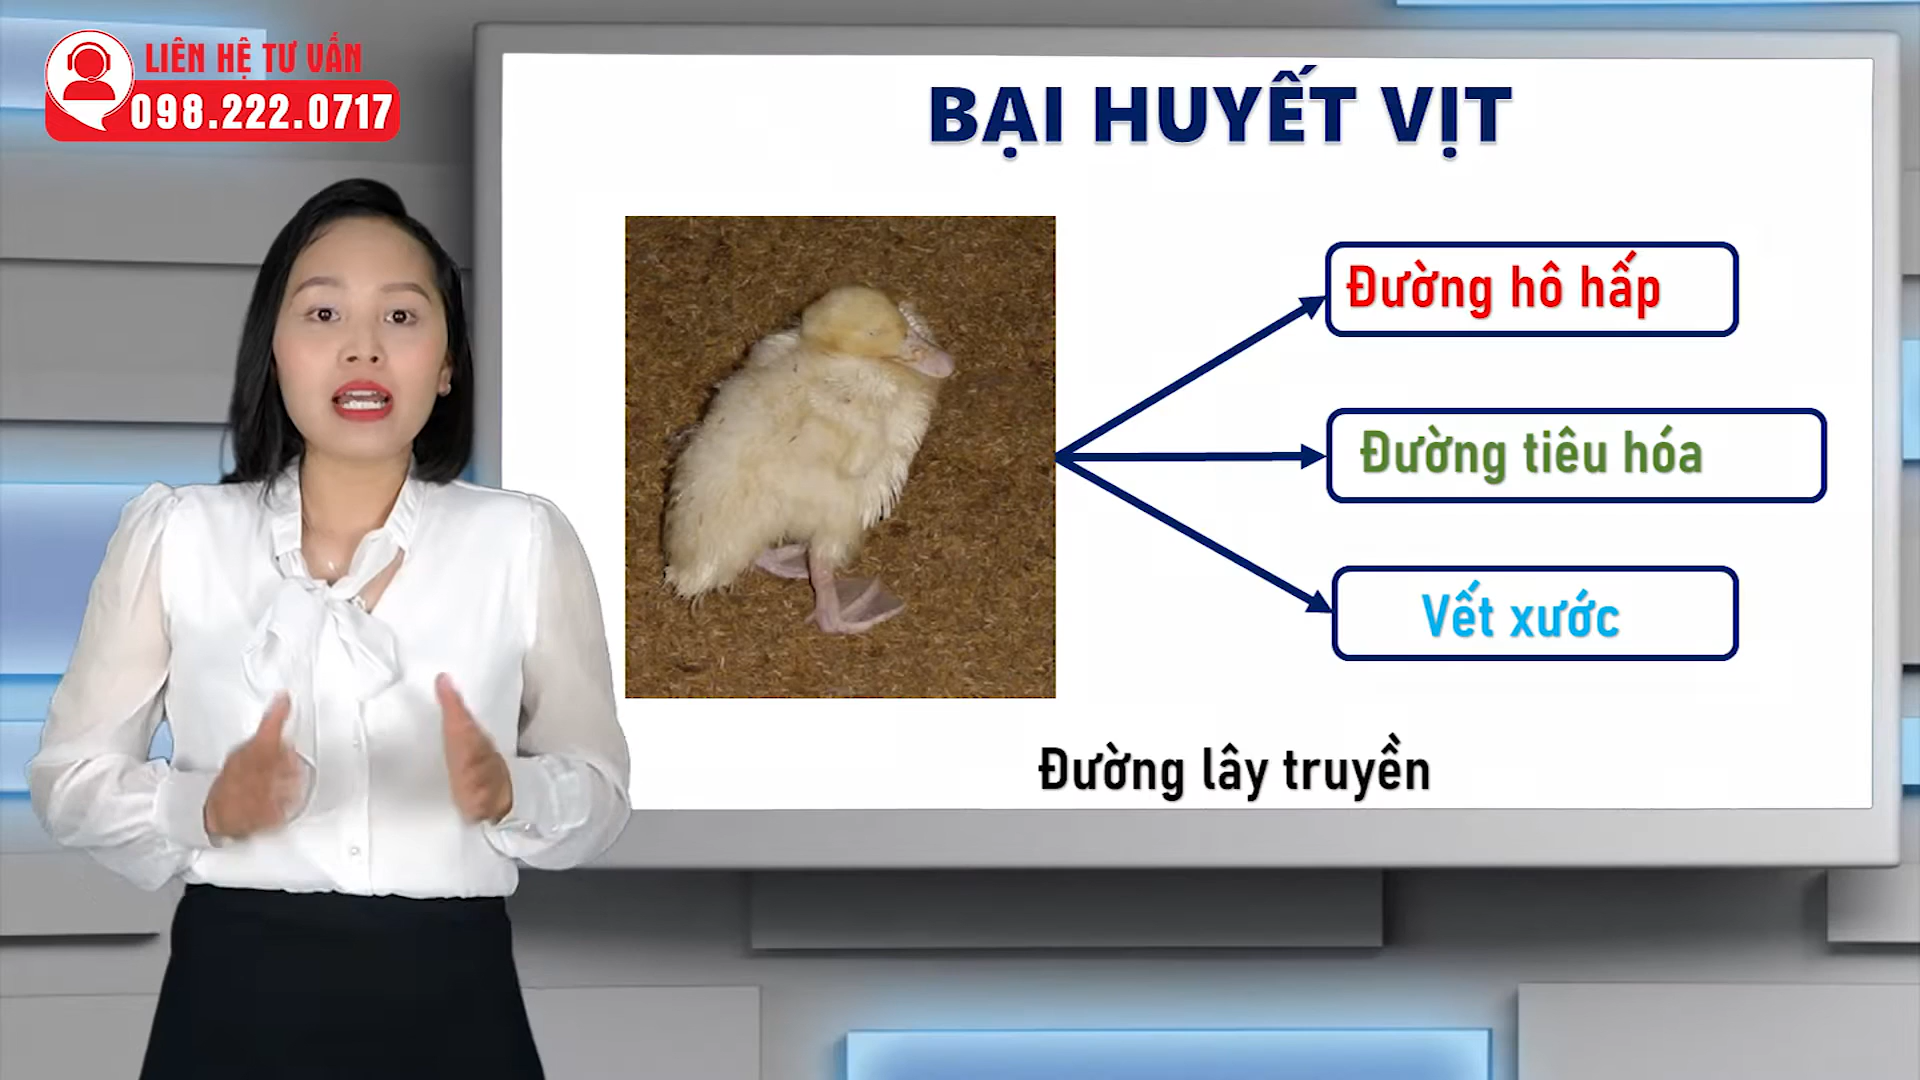 LIÊN HỆ TƯ VẤN
098.222.0717
BẠI HUYẾT VỊT
Đường hô hấp
Đường tiêu hóa
Vết xước
Đường lây truyền